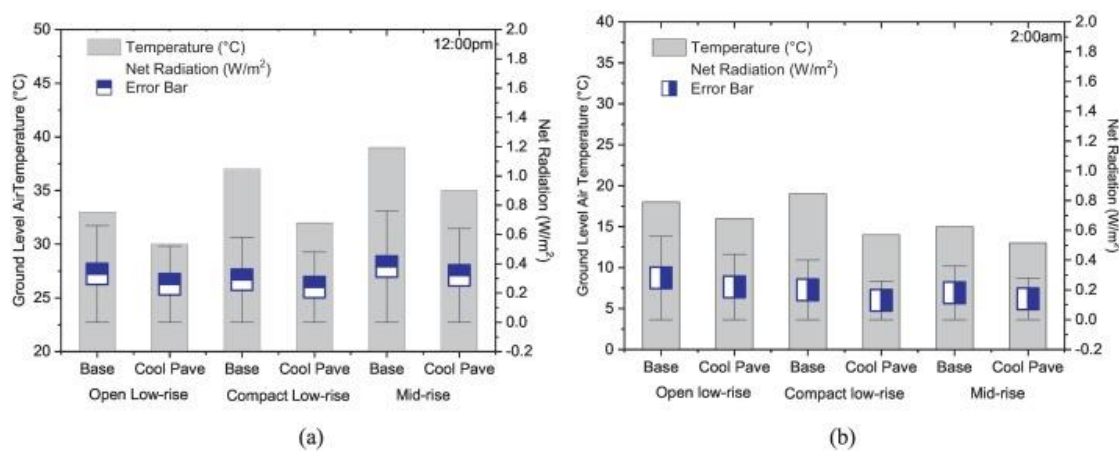 (a)
50
45
40
35
30
25
20
Ground Level AirTemperature (°C)
Temperature (°C)
Net Radiation (W/m²)
Error Bar
12:00pm
2.0
1.8
1.6
1.4
1.2
1.0
0.8
0.6
0.4
0.2
0.0
-0.2
Net Radiation (W/m²)
Base Cool Pave Base Cool Pave Base Cool Pave
Open Low-rise Compact Low-rise Mid-rise
(a)
(b)
40
35
30
25
20
15
10
5
0
Ground Level Air Temperature (°C)
Temperature (°C)
Net Radiation (W/m²)
Error Bar
2:00am
2.0
1.8
1.6
1.4
1.2
1.0
0.8
0.6
0.4
0.2
0.0
-0.2
Net Radiation (W/m²)
Base Cool Pave Base Cool Pave Base Cool Pave
Open low-rise Compact low-rise Mid-rise
(b)